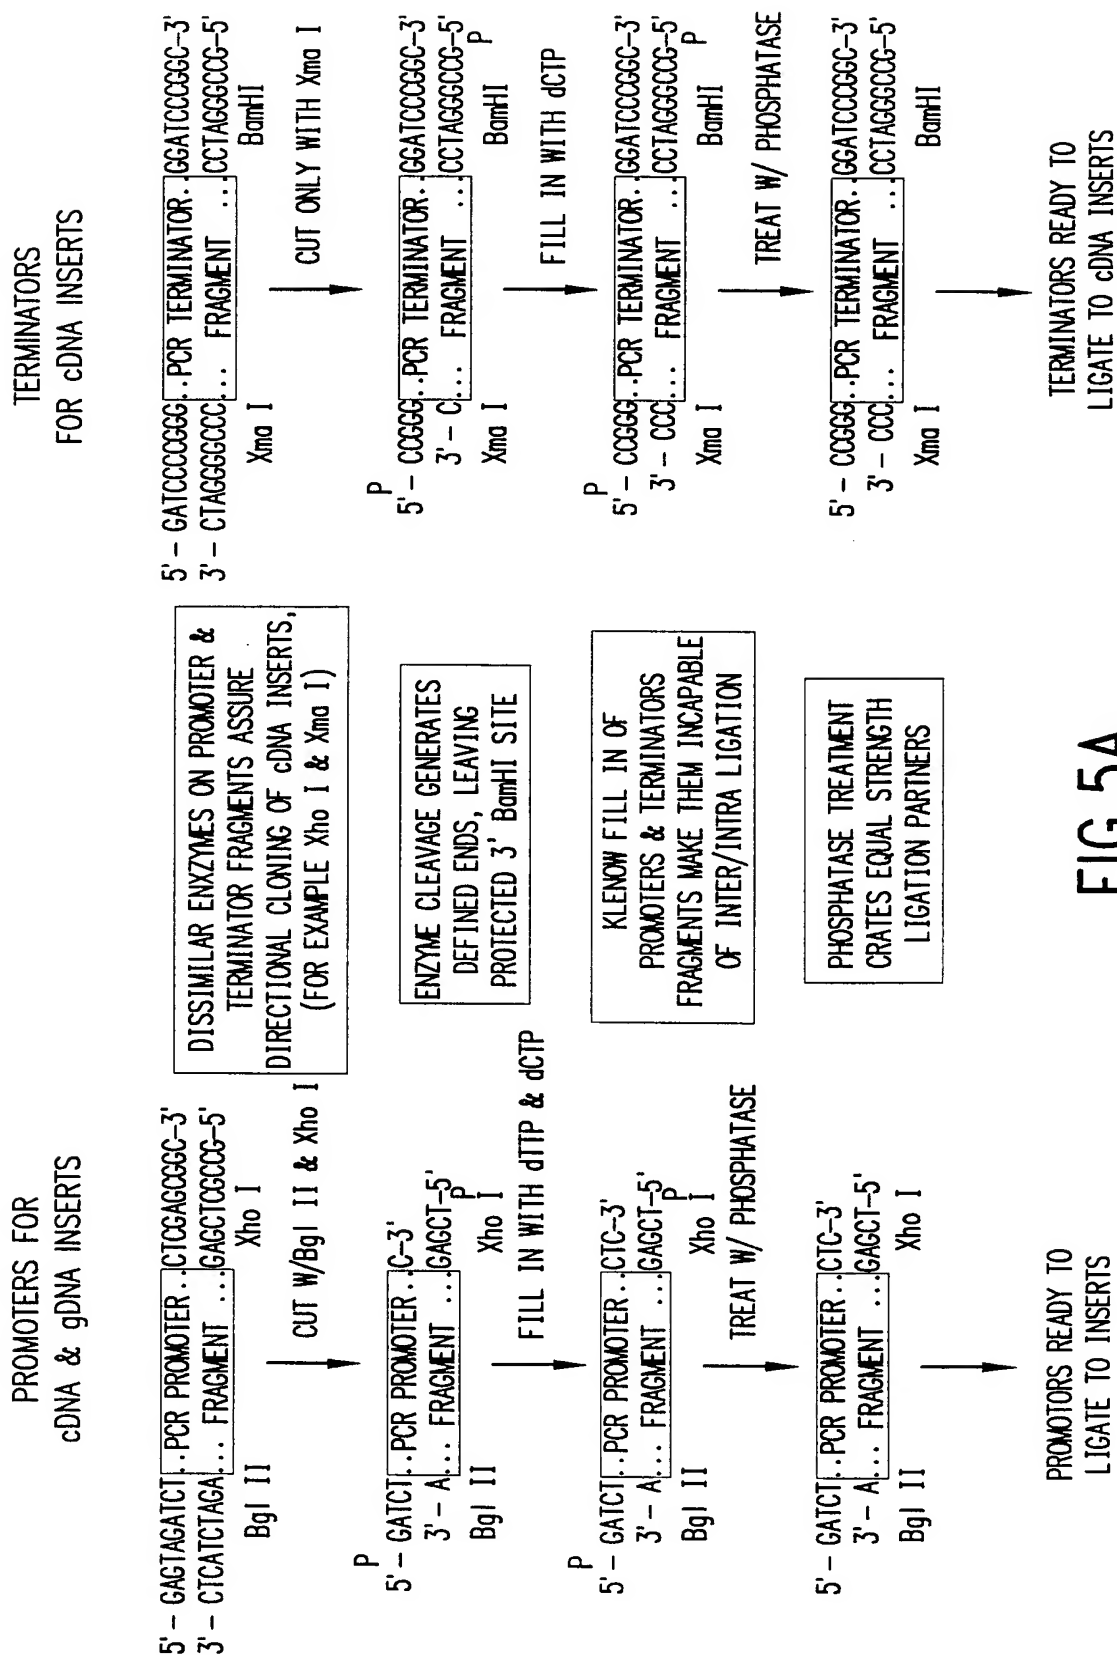 PROMOTERS FOR
cDNA & gDNA INSERTS
5'– GAGTAGATCT..PCR PROMOTER..CTCGAGCGGC–3'
3'– CTCATCTAGA... FRAGMENT ...GAGCTCGCCG–5'
Bgl II
Xho I
CUT W/Bgl II & Xho I
P
5'– GATCT..PCR PROMOTER..C–3'
3'– A... FRAGMENT ...GAGCT–5'
P
Bgl II
Xho I
FILL IN WITH dTTP & dCTP
P
5'– GATCT..PCR PROMOTER..CTC–3'
3'– A... FRAGMENT ...GAGCT–5'
P
Bgl II
Xho I
TREAT W/ PHOSPHATASE
5'– GATCT..PCR PROMOTER..CTC–3'
3'– A... FRAGMENT ...GAGCT–5'
Bgl II
Xho I
PROMOTORS READY TO
LIGATE TO INSERTS
DISSIMILAR ENXZYMES ON PROMOTER &
TERMINATOR FRAGMENTS ASSURE
DIRECTIONAL CLONING OF cDNA INSERTS,
(FOR EXAMPLE Xho I & Xma I)
ENZYME CLEAVAGE GENERATES
DEFINED ENDS, LEAVING
PROTECTED 3' BamHI SITE
KLENOW FILL IN OF
PROMOTERS & TERMINATORS
FRAGMENTS MAKE THEM INCAPABLE
OF INTER/INTRA LIGATION
PHOSPHATASE TREATMENT
CRATES EQUAL STRENGTH
LIGATION PARTNERS
TERMINATORS
FOR cDNA INSERTS
5'– GATCCCCGGG..PCR TERMINATOR..GGATCCCGGC–3'
3'– CTAGGGGCCC... FRAGMENT ...CCTAGGGCCG–5'
Xma I
BamHI
CUT ONLY WITH Xma I
P
5'– CCGGG..PCR TERMINATOR..GGATCCCGGC–3'
3'– C... FRAGMENT ...CCTAGGGCCG–5'
P
Xma I
BamHI
FILL IN WITH dCTP
P
5'– CCGGG..PCR TERMINATOR..GGATCCCGGC–3'
3'– CCC... FRAGMENT ...CCTAGGGCCG–5'
P
Xma I
BamHI
TREAT W/ PHOSPHATASE
5'– CCGGG..PCR TERMINATOR..GGATCCCGGC–3'
3'– CCC... FRAGMENT ...CCTAGGGCCG–5'
Xma I
BamHI
TERMINATORS READY TO
LIGATE TO cDNA INSERTS
FIG.5A